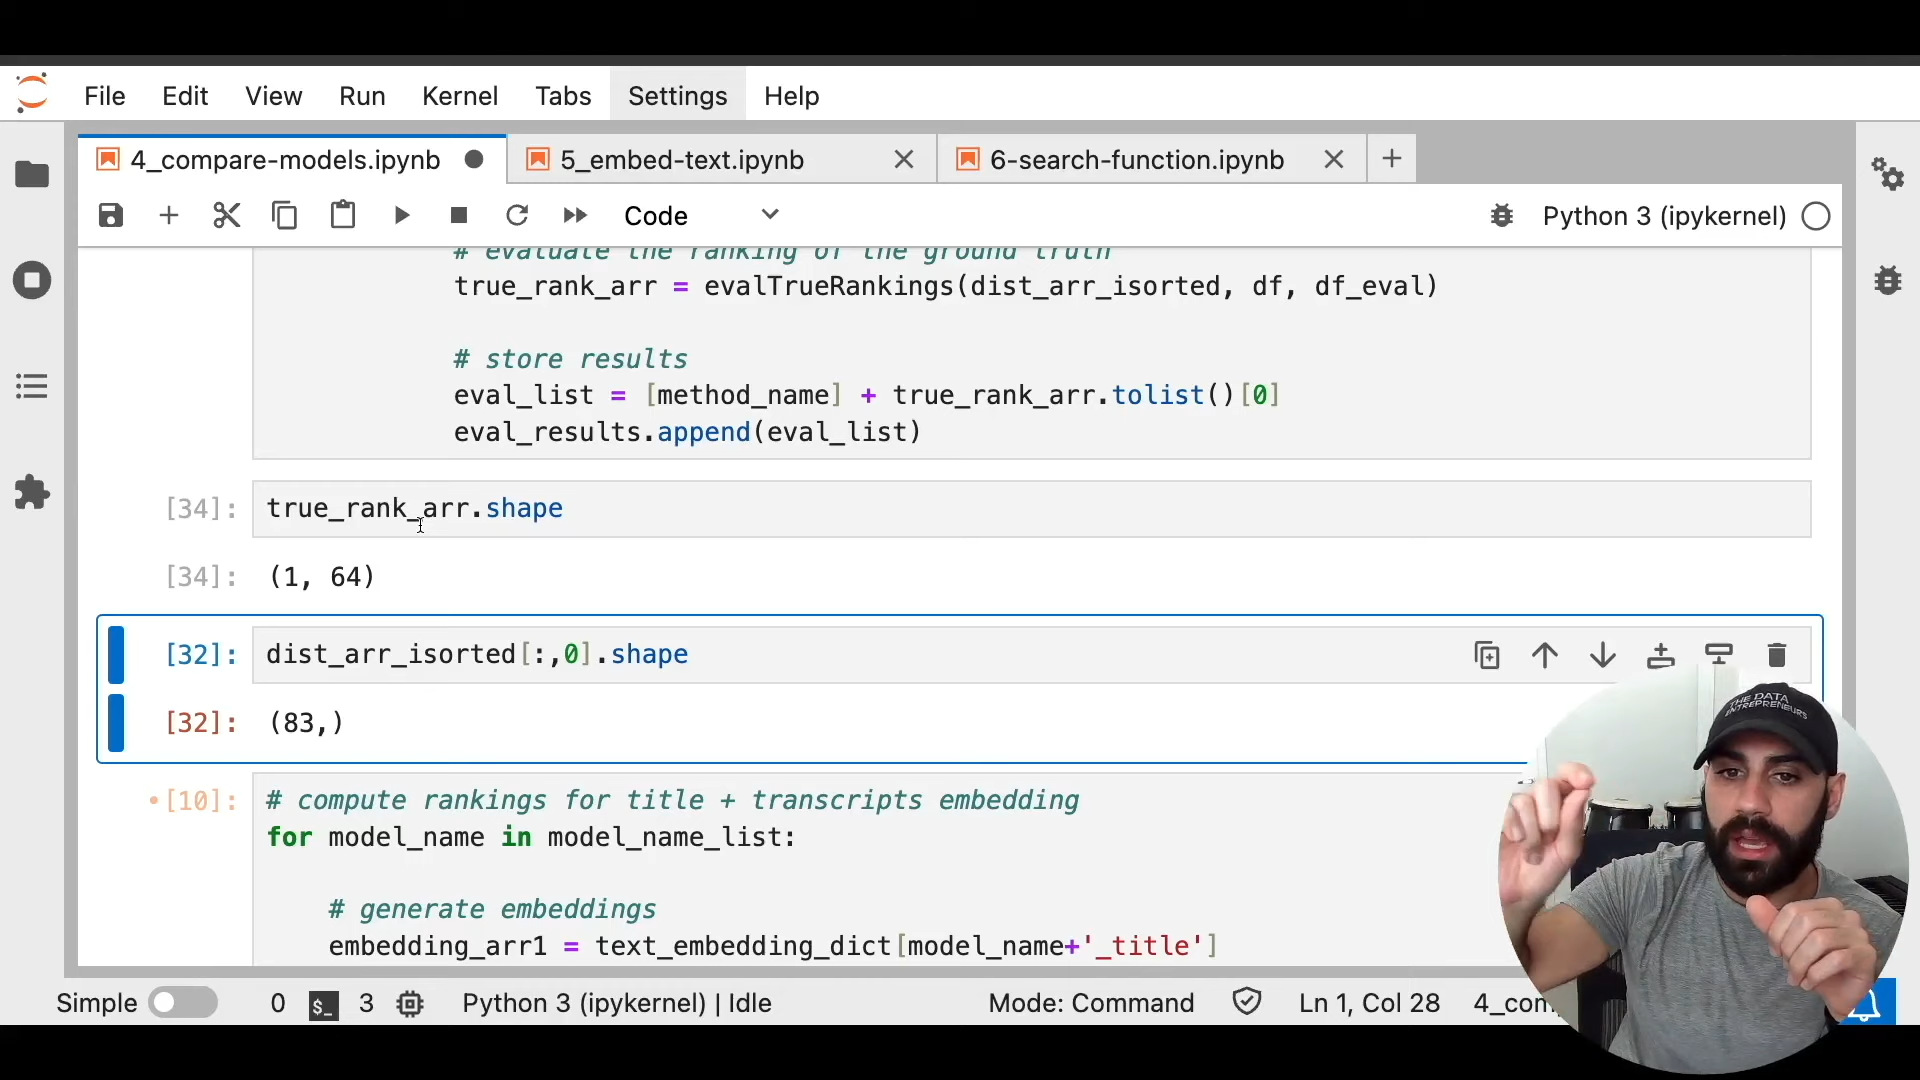 File Edit View Run Kernel Tabs Settings Help
4_compare-models.ipynb 5_embed-text.ipynb 6-search-function.ipynb
Code Python 3 (ipykernel)
# evaluate the ranking of the ground truth
true_rank_arr = evalTrueRankings(dist_arr_isorted, df, df_eval)
# store results
eval_list = [method_name] + true_rank_arr.tolist()[0]
eval_results.append(eval_list)
[34]: true_rank_arr.shape
[34]: (1, 64)
[32]: dist_arr_isorted[:,0].shape
[32]: (83,)
THE DATA
ENTREPRENEURS
[10]: # compute rankings for title + transcripts embedding
for model_name in model_name_list:
# generate embeddings
embedding_arr1 = text_embedding_dict[model_name+'_title']
Simple 0 $_ 3 Python 3 (ipykernel) | Idle Mode: Command Ln 1, Col 28 4_com